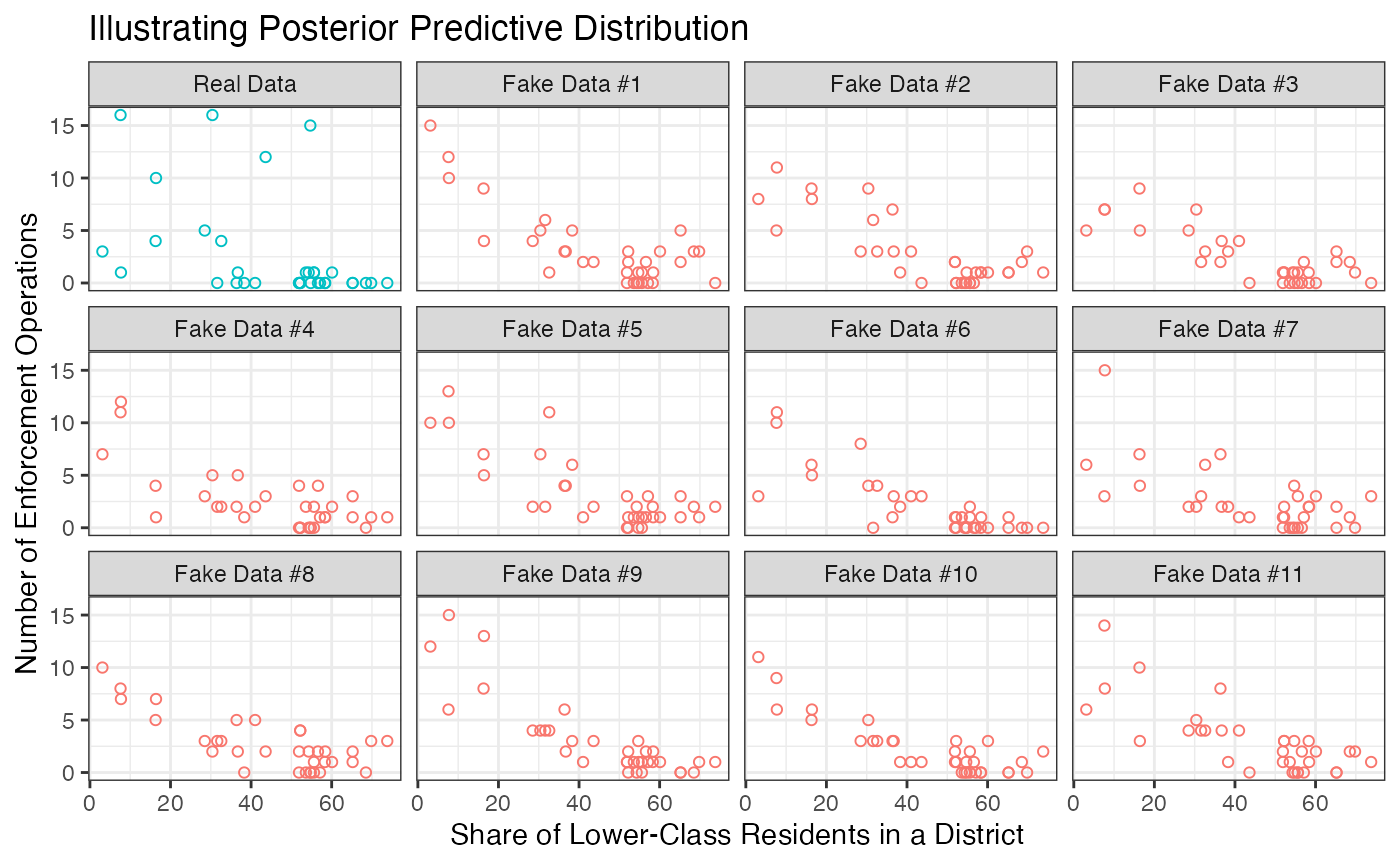 Illustrating Posterior Predictive Distribution
Real Data
Fake Data #1
Fake Data #2
Fake Data #3
15
10
5
0
Fake Data #4
Fake Data #5
Fake Data #6
Fake Data #7
15
10
5
0
Fake Data #8
Fake Data #9
Fake Data #10
Fake Data #11
15
10
5
0
0 20 40 60
0 20 40 60
0 20 40 60
0 20 40 60
Number of Enforcement Operations
Share of Lower-Class Residents in a District